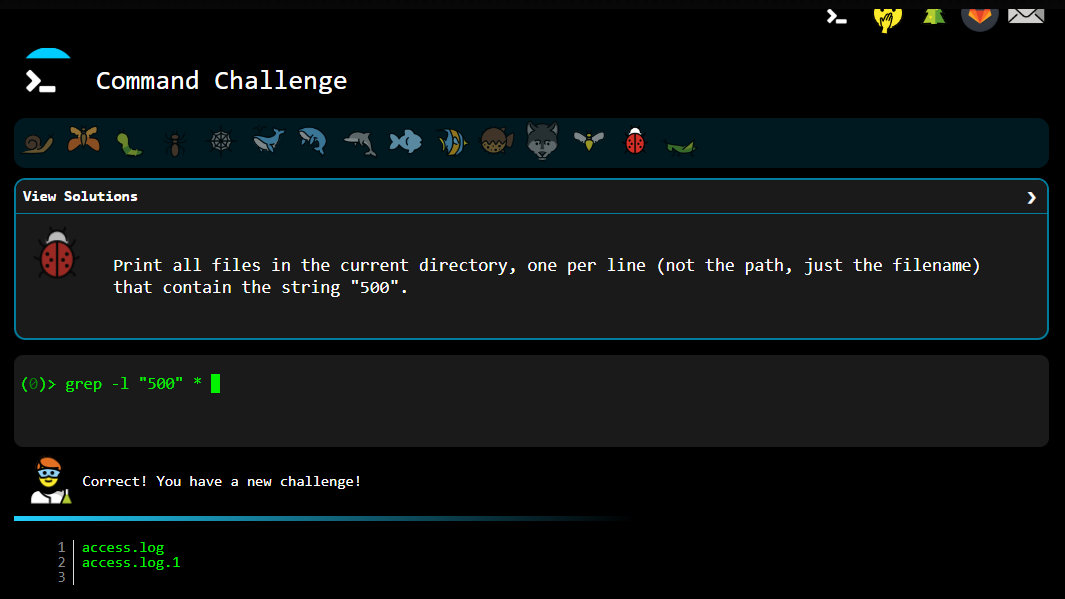 Command Challenge
View Solutions
Print all files in the current directory, one per line (not the path, just the filename)
that contain the string "500".
(0)> grep -l "500" *
Correct! You have a new challenge!
1 access.log
2 access.log.1
3